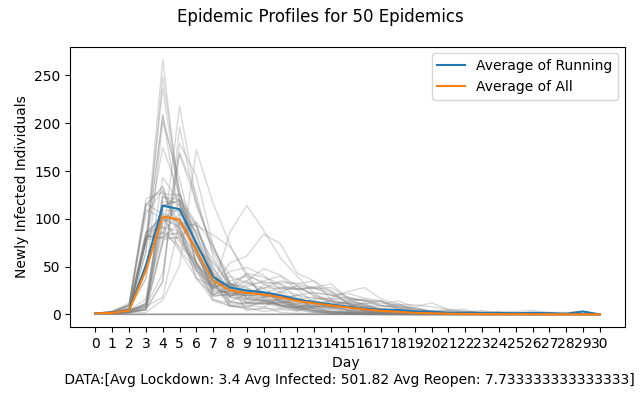 Epidemic Profiles for 50 Epidemics
Average of Running
Average of All
Newly Infected Individuals
250
200
150
100
50
0
0 1 2 3 4 5 6 7 8 9 10 11 12 13 14 15 16 17 18 19 20 21 22 23 24 25 26 27 28 29 30
Day
DATA:[Avg Lockdown: 3.4 Avg Infected: 501.82 Avg Reopen: 7.733333333333333]